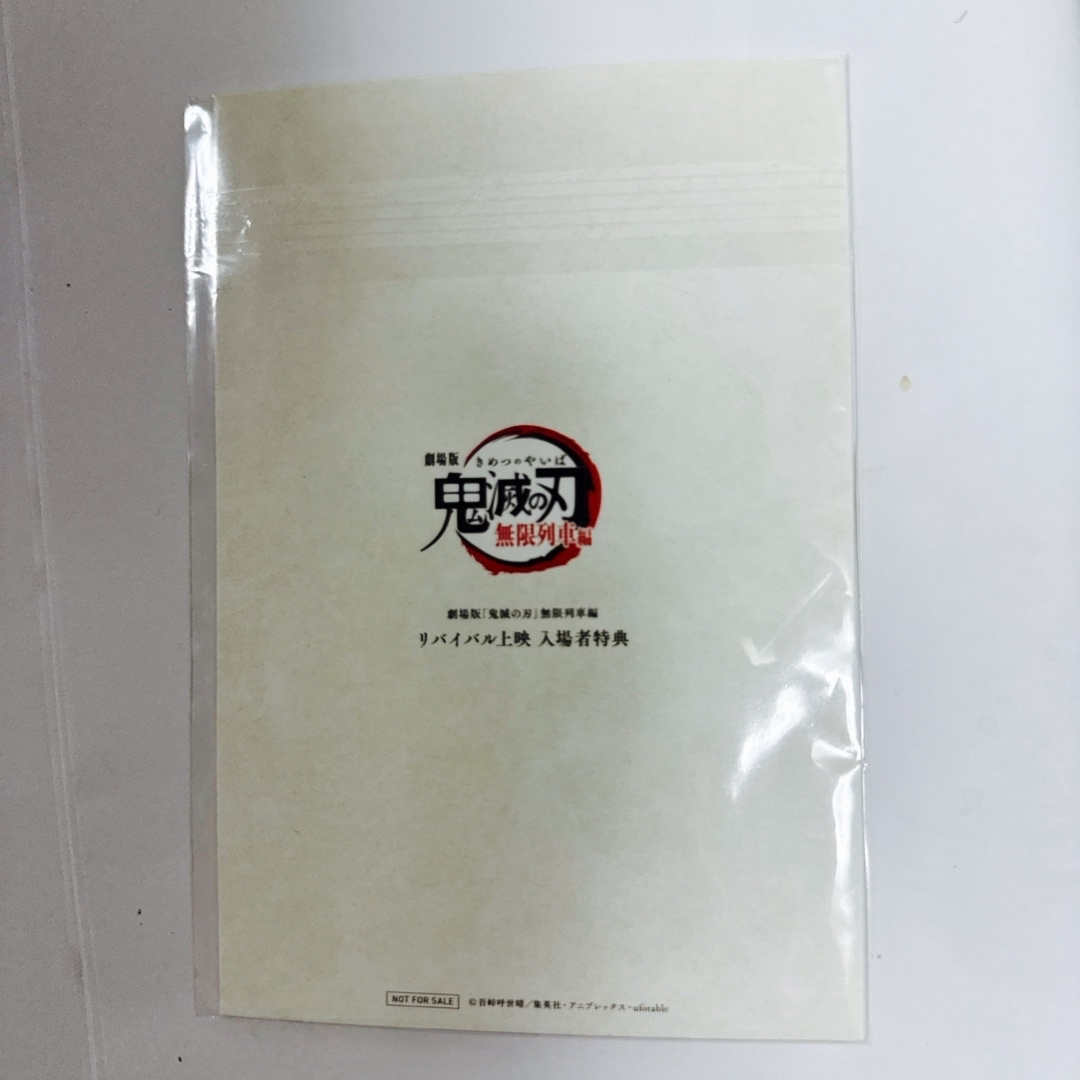 劇場版
きめつのやいば
鬼滅の刃
無限列車編
劇場版「鬼滅の刃」無限列車編
リバイバル上映 入場者特典
NOT FOR SALE ©吾峠呼世晴／集英社・アニプレックス・ufotable